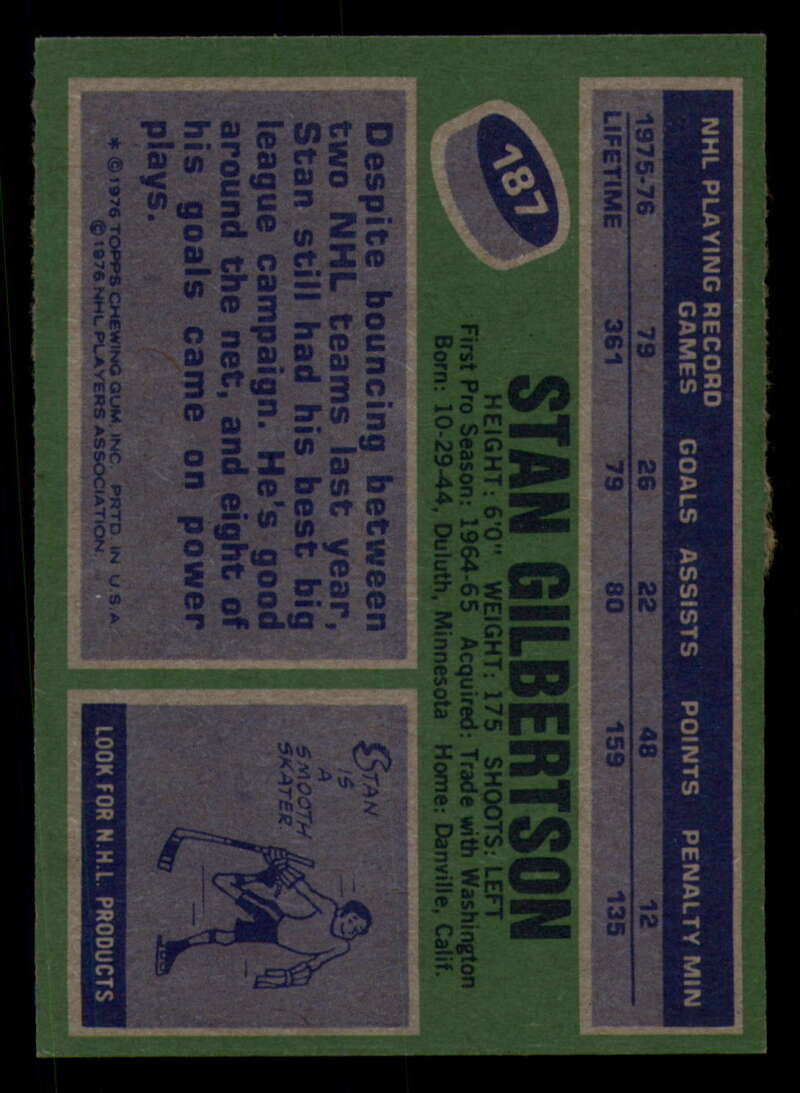 NHL PLAYING RECORD
GAMES GOALS ASSISTS POINTS PENALTY MIN
1975-76 79 26 22 48 12
LIFETIME 361 79 80 159 135
187
STAN GILBERTSON
HEIGHT: 6'0" WEIGHT: 175 SHOOTS: LEFT
First Pro Season: 1964-65 Acquired: Trade with Washington
Born: 10-29-44, Duluth, Minnesota Home: Danville, Calif.
Despite bouncing between
two NHL teams last year,
Stan still had his best big
league campaign. He's good
around the net, and eight of
his goals came on power
plays.
* © 1976 TOPPS CHEWING GUM INC. PRTD. IN U S A
© 1976 NHL PLAYERS ASSOCIATION.
STAN
IS
A
SMOOTH
SKATER
LOOK FOR N.H.L. PRODUCTS